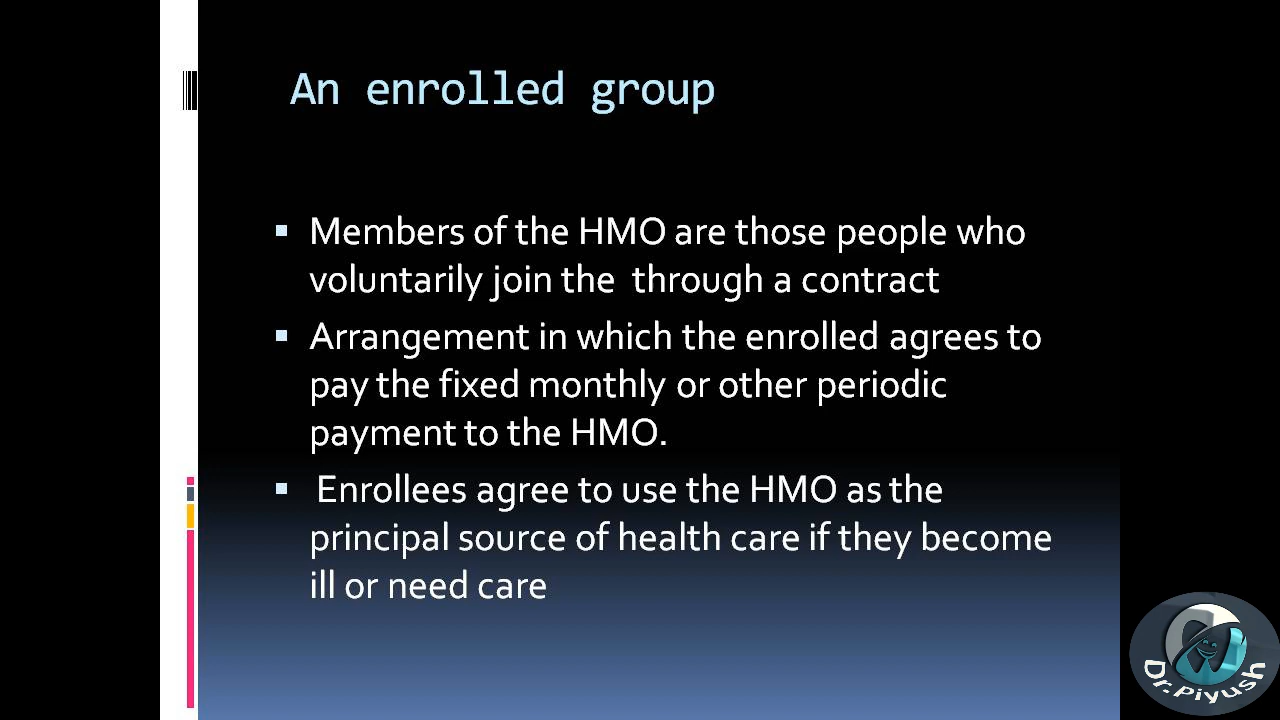 An enrolled group
Members of the HMO are those people who
voluntarily join the through a contract
Arrangement in which the enrolled agrees to
pay the fixed monthly or other periodic
payment to the HMO.
Enrollees agree to use the HMO as the
principal source of health care if they become
ill or need care
Dr.Piyush